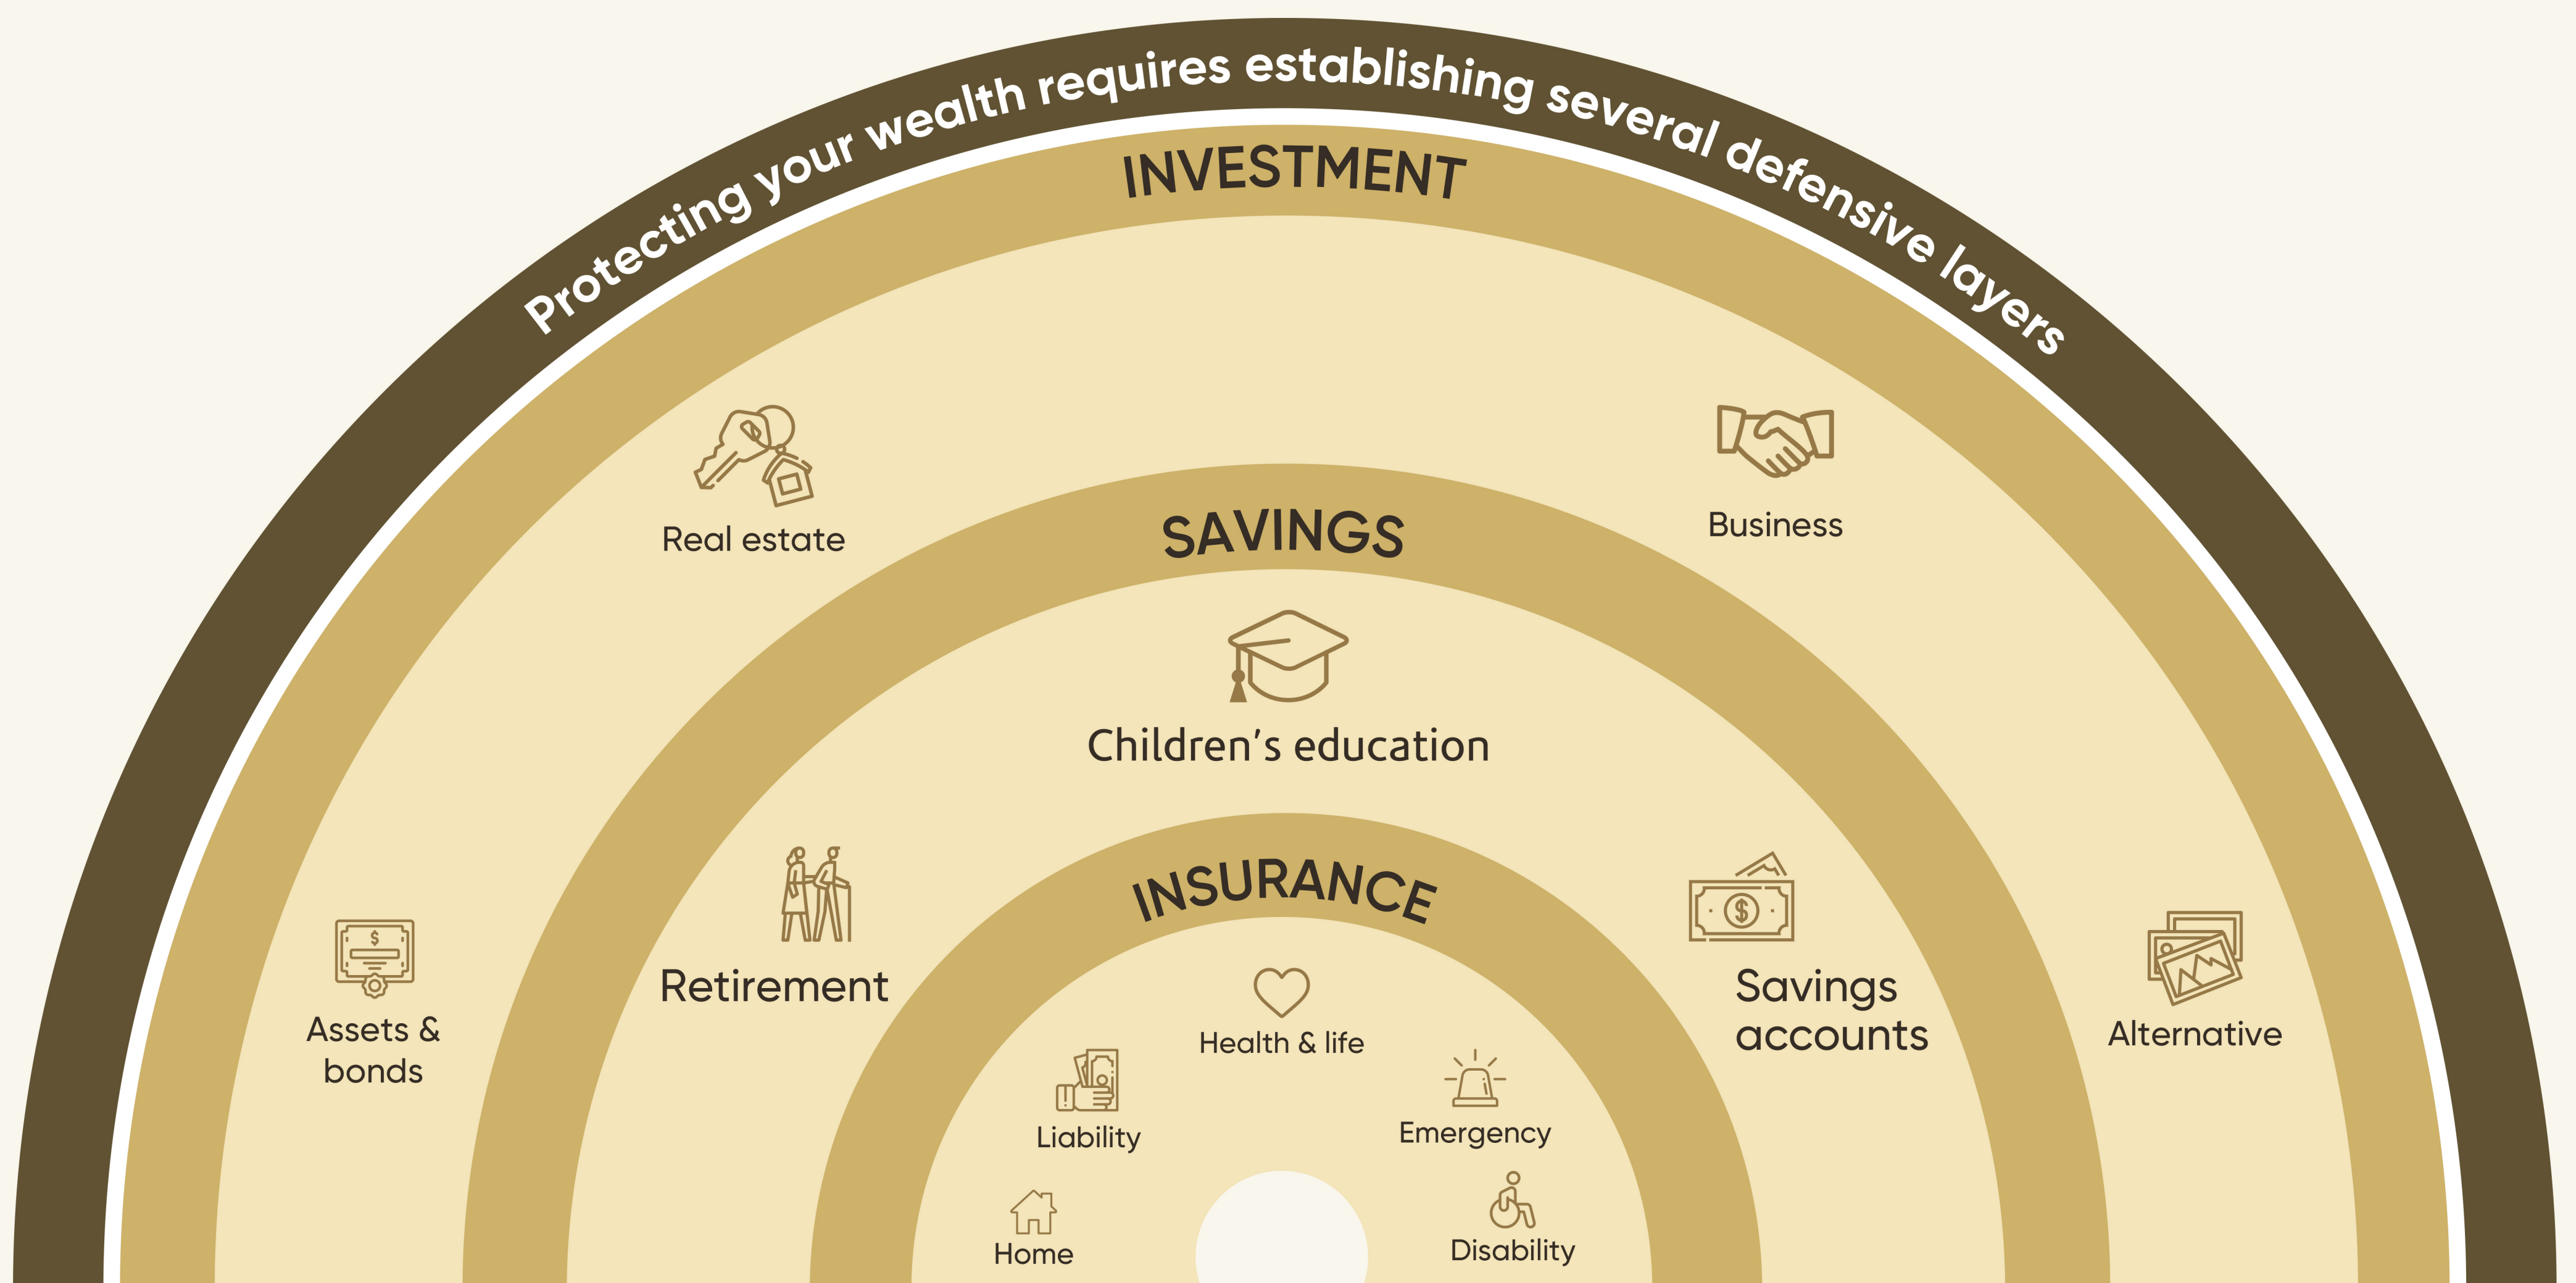 Protecting your wealth requires establishing several defensive layers
INVESTMENT
Real estate
Business
Assets &
bonds
Alternative
SAVINGS
Children's education
Retirement
Savings
accounts
INSURANCE
Health & life
Liability
Emergency
Home
Disability